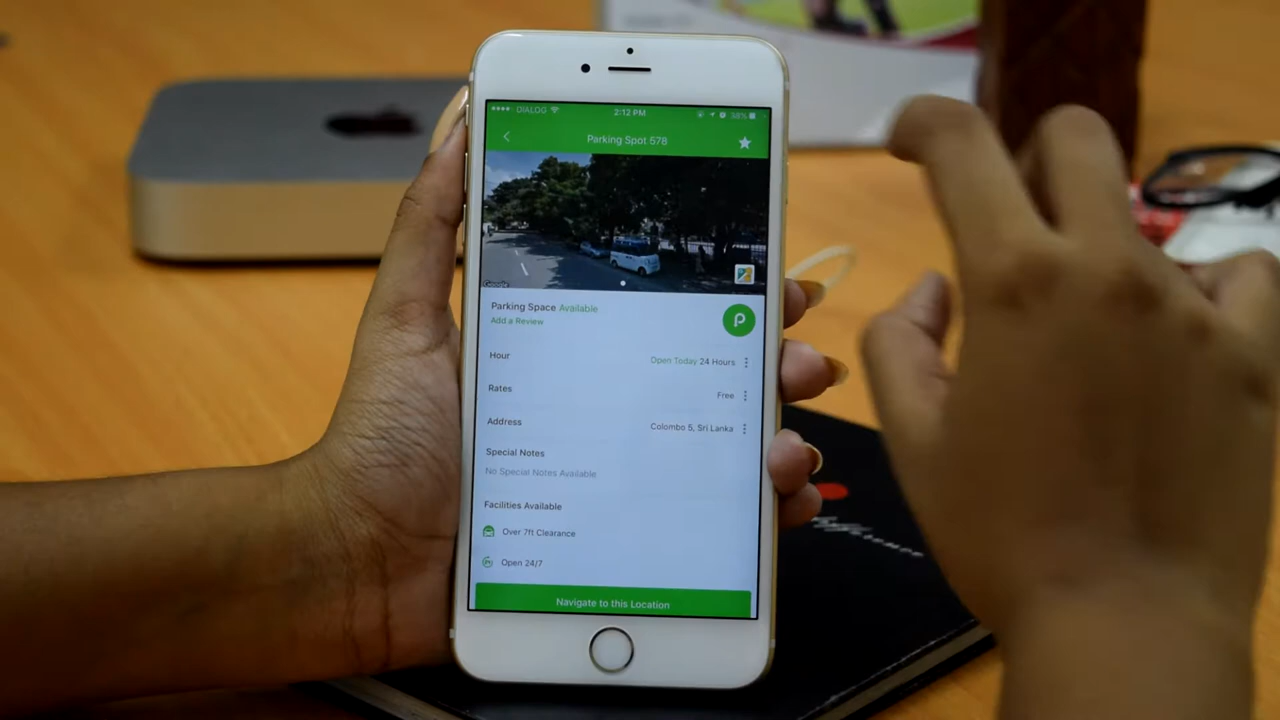 DIALOG 2:12 PM 38%
Parking Spot 578
Google
Parking Space Available
Add a Review
Hour Open Today 24 Hours
Rates Free
Address Colombo 5, Sri Lanka
Special Notes
No Special Notes Available
Facilities Available
Over 7ft Clearance
Open 24/7
Navigate to this Location